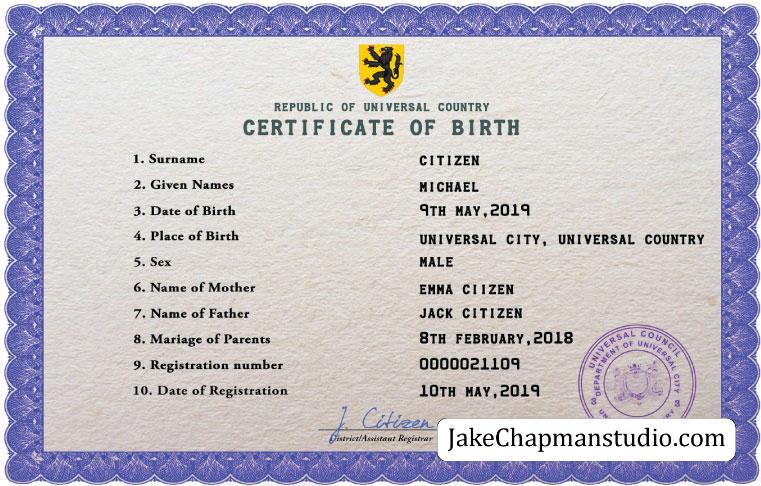 REPUBLIC OF UNIVERSAL COUNTRY
CERTIFICATE OF BIRTH
1. Surname CITIZEN
2. Given Names MICHAEL
3. Date of Birth 9TH MAY,2019
4. Place of Birth UNIVERSAL CITY, UNIVERSAL COUNTRY
5. Sex MALE
6. Name of Mother EMMA CIIZEN
7. Name of Father JACK CITIZEN
8. Mariage of Parents 8TH FEBRUARY,2018
9. Registration number 0000021109
10. Date of Registration 10TH MAY,2019
UNIVERSAL COUNCIL
DEPARTMENT OF UNIVERSAL CITY
3 3
J. Citizen
District/Assistant Registrar
JakeChapmanstudio.com